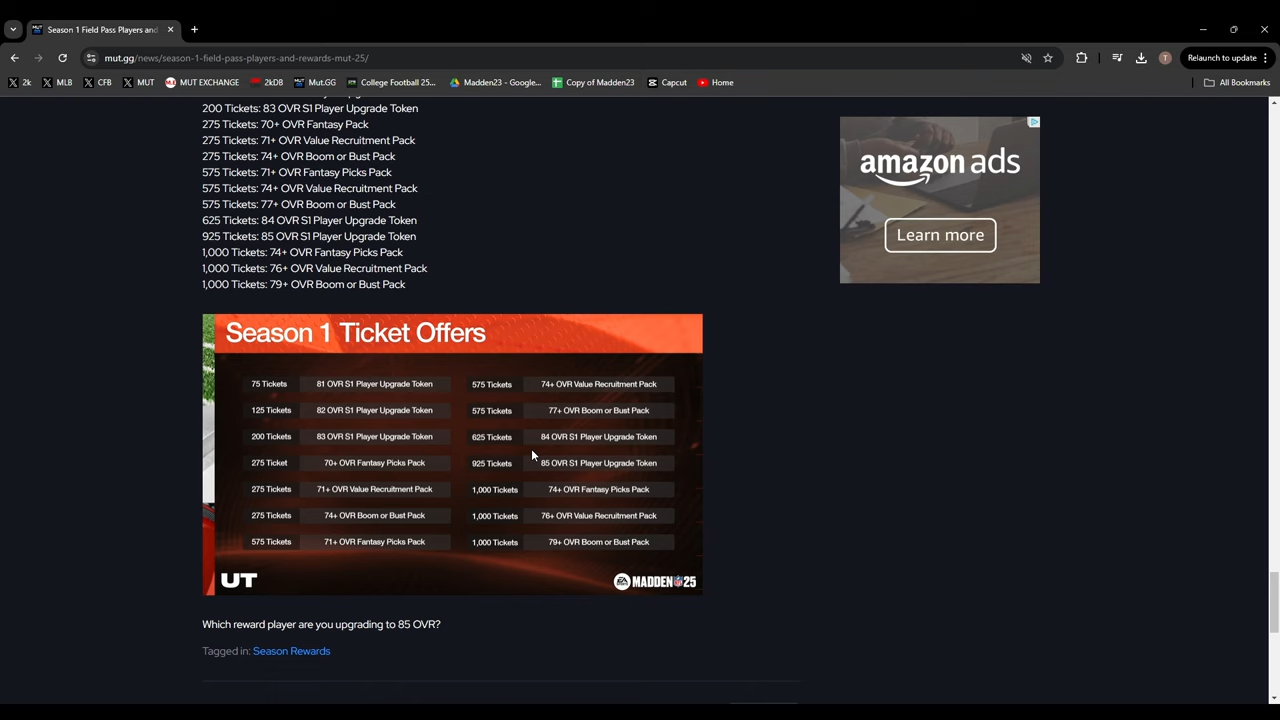 Season 1 Field Pass Players and
mut.gg/news/season-1-field-pass-players-and-rewards-mut-25/
T
Relaunch to update
2k
MLB
CFB
MUT
MUT EXCHANGE
2kDB
Mut.GG
College Football 25...
Madden23 - Google...
Copy of Madden23
Capcut
Home
All Bookmarks
200 Tickets: 83 OVR S1 Player Upgrade Token
275 Tickets: 70+ OVR Fantasy Pack
275 Tickets: 71+ OVR Value Recruitment Pack
275 Tickets: 74+ OVR Boom or Bust Pack
575 Tickets: 71+ OVR Fantasy Picks Pack
575 Tickets: 74+ OVR Value Recruitment Pack
575 Tickets: 77+ OVR Boom or Bust Pack
625 Tickets: 84 OVR S1 Player Upgrade Token
925 Tickets: 85 OVR S1 Player Upgrade Token
1,000 Tickets: 74+ OVR Fantasy Picks Pack
1,000 Tickets: 76+ OVR Value Recruitment Pack
1,000 Tickets: 79+ OVR Boom or Bust Pack
amazon ads
Learn more
Season 1 Ticket Offers
75 Tickets 81 OVR S1 Player Upgrade Token
125 Tickets 82 OVR S1 Player Upgrade Token
200 Tickets 83 OVR S1 Player Upgrade Token
275 Ticket 70+ OVR Fantasy Picks Pack
275 Tickets 71+ OVR Value Recruitment Pack
275 Tickets 74+ OVR Boom or Bust Pack
575 Tickets 71+ OVR Fantasy Picks Pack
575 Tickets 74+ OVR Value Recruitment Pack
575 Tickets 77+ OVR Boom or Bust Pack
625 Tickets 84 OVR S1 Player Upgrade Token
925 Tickets 85 OVR S1 Player Upgrade Token
1,000 Tickets 74+ OVR Fantasy Picks Pack
1,000 Tickets 76+ OVR Value Recruitment Pack
1,000 Tickets 79+ OVR Boom or Bust Pack
UT
EA MADDEN NFL 25
Which reward player are you upgrading to 85 OVR?
Tagged in: Season Rewards